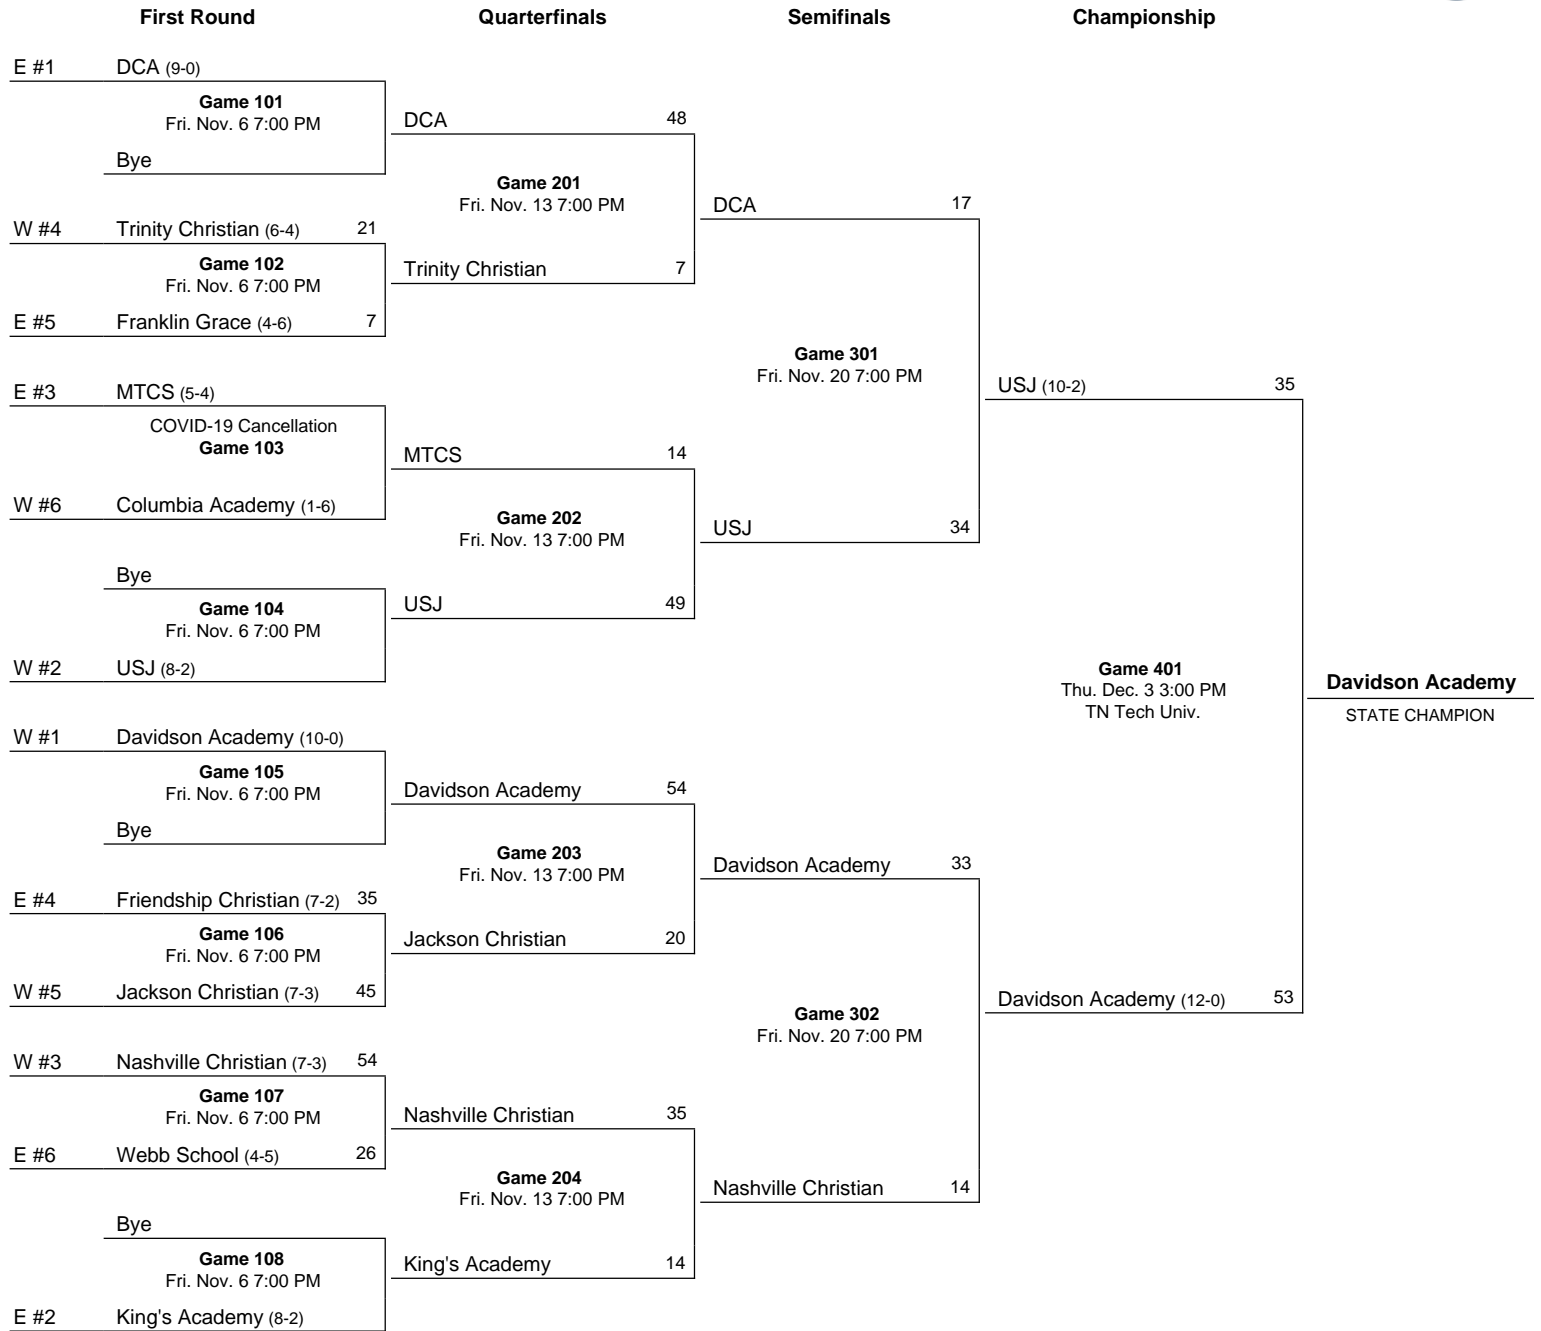 First Round Quarterfinals Semifinals Championship
E #1 DCA (9-0)
Game 101
Fri. Nov. 6 7:00 PM
Bye
W #4 Trinity Christian (6-4) 21
Game 102
Fri. Nov. 6 7:00 PM
E #5 Franklin Grace (4-6) 7
E #3 MTCS (5-4)
COVID-19 Cancellation
Game 103
W #6 Columbia Academy (1-6)
Bye
Game 104
Fri. Nov. 6 7:00 PM
W #2 USJ (8-2)
W #1 Davidson Academy (10-0)
Game 105
Fri. Nov. 6 7:00 PM
Bye
E #4 Friendship Christian (7-2) 35
Game 106
Fri. Nov. 6 7:00 PM
W #5 Jackson Christian (7-3) 45
W #3 Nashville Christian (7-3) 54
Game 107
Fri. Nov. 6 7:00 PM
E #6 Webb School (4-5) 26
Bye
Game 108
Fri. Nov. 6 7:00 PM
E #2 King's Academy (8-2)
DCA 48
Game 201
Fri. Nov. 13 7:00 PM
Trinity Christian 7
MTCS 14
Game 202
Fri. Nov. 13 7:00 PM
USJ 49
Davidson Academy 54
Game 203
Fri. Nov. 13 7:00 PM
Jackson Christian 20
Nashville Christian 35
Game 204
Fri. Nov. 13 7:00 PM
King's Academy 14
DCA 17
Game 301
Fri. Nov. 20 7:00 PM
USJ 34
Davidson Academy 33
Game 302
Fri. Nov. 20 7:00 PM
Nashville Christian 14
USJ (10-2) 35
Game 401
Thu. Dec. 3 3:00 PM
TN Tech Univ.
Davidson Academy (12-0) 53
Davidson Academy
STATE CHAMPION